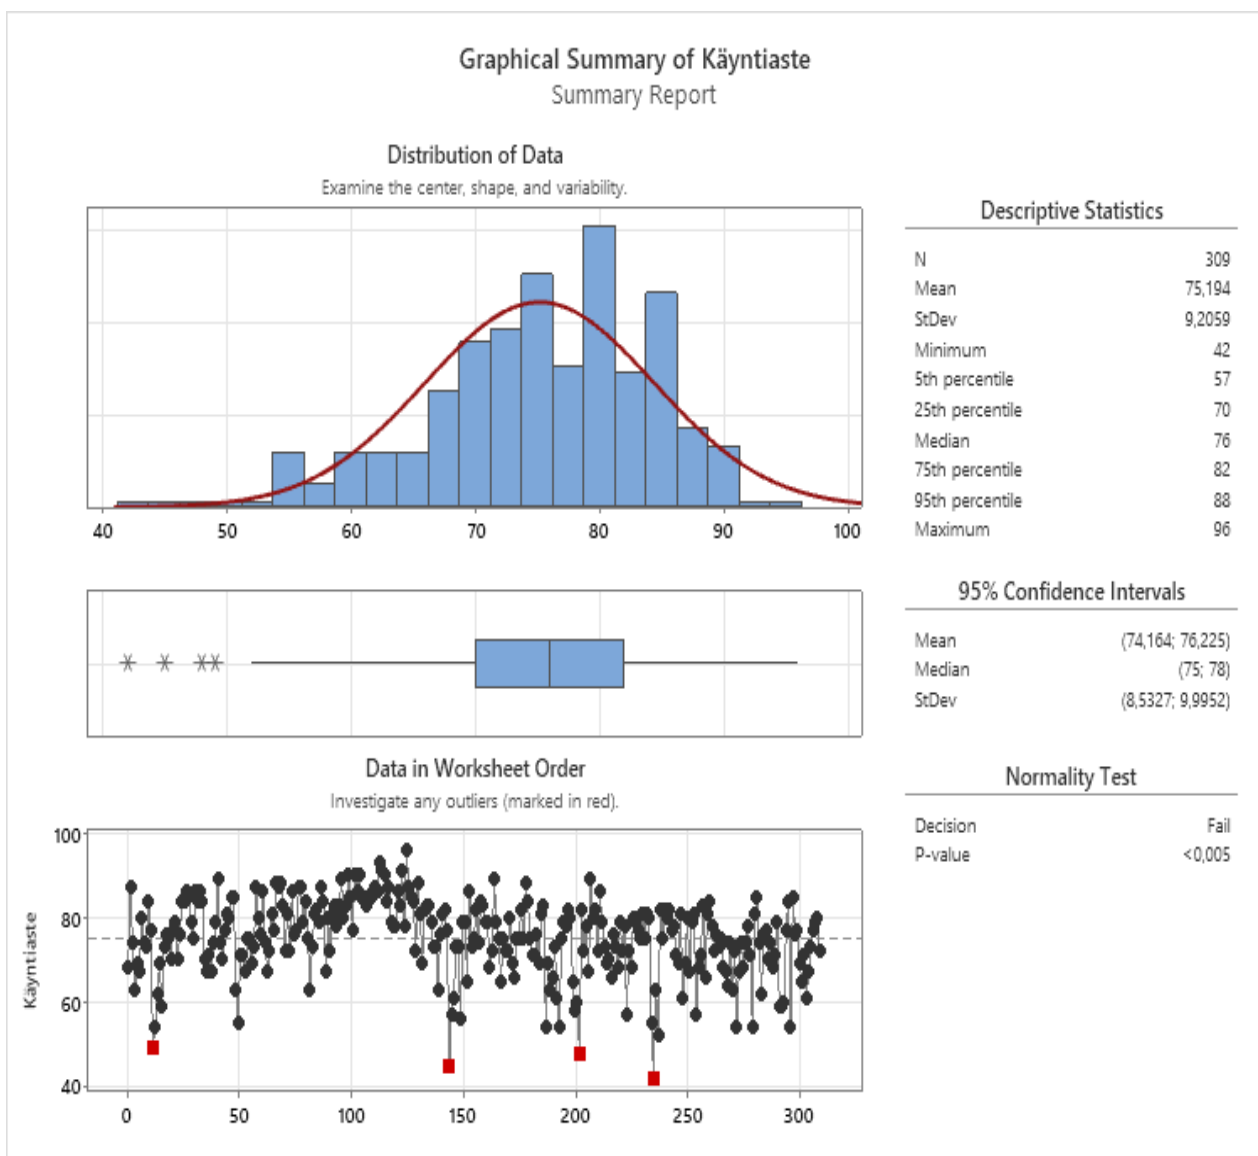 Graphical Summary of Käyntiaste
Summary Report
Distribution of Data
Examine the center, shape, and variability.
40 50 60 70 80 90 100
Descriptive Statistics
N 309
Mean 75,194
StDev 9,2059
Minimum 42
5th percentile 57
25th percentile 70
Median 76
75th percentile 82
95th percentile 88
Maximum 96
95% Confidence Intervals
Mean (74,164; 76,225)
Median (75; 78)
StDev (8,5327; 9,9952)
Data in Worksheet Order
Investigate any outliers (marked in red).
Käyntiaste
100
80
60
40
0 50 100 150 200 250 300
Normality Test
Decision Fail
P-value <0,005